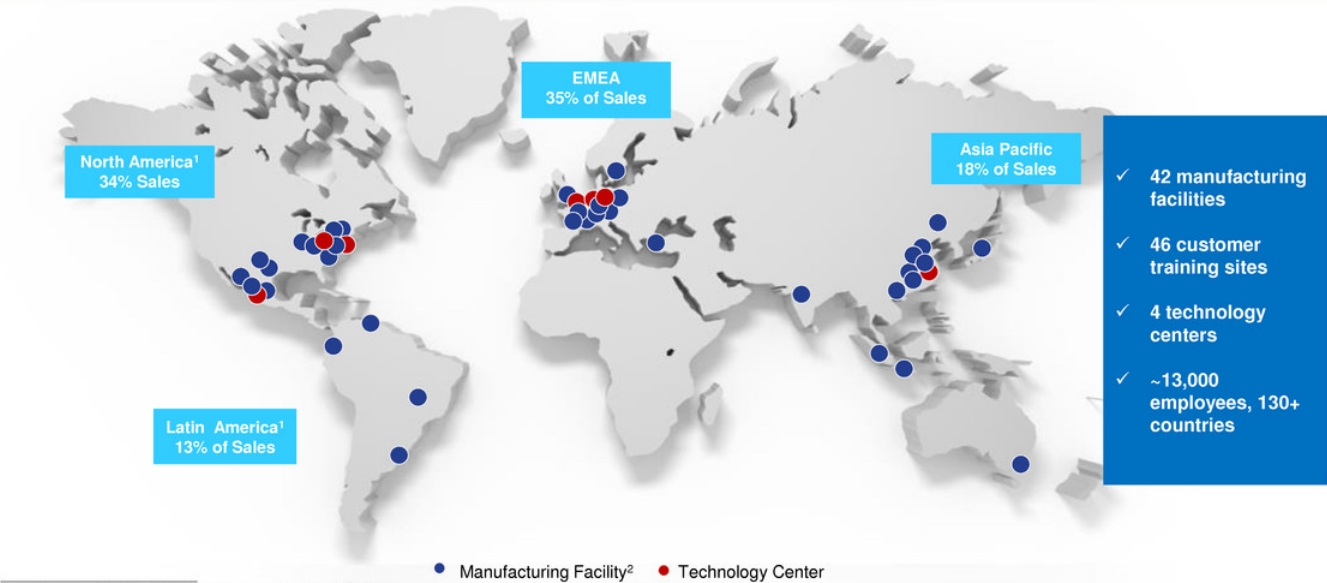 EMEA
35% of Sales
North America¹
34% Sales
Asia Pacific
18% of Sales
Latin America¹
13% of Sales
✓ 42 manufacturing
facilities
✓ 46 customer
training sites
✓ 4 technology
centers
✓ ~13,000
employees, 130+
countries
Manufacturing Facility² Technology Center